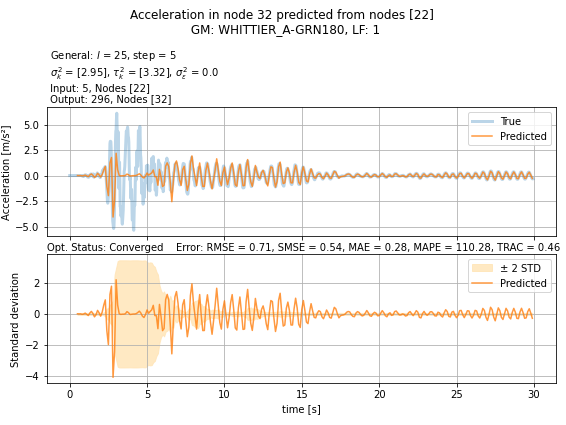 Acceleration in node 32 predicted from nodes [22]
GM: WHITTIER_A-GRN180, LF: 1
General: l = 25, step = 5
σ²ₖ = [2.95], τ²ₖ = [3.32], σ²ε = 0.0
Input: 5, Nodes [22]
Output: 296, Nodes [32]
Acceleration [m/s²]
5.0
2.5
0.0
−2.5
−5.0
True
Predicted
Opt. Status: Converged Error: RMSE = 0.71, SMSE = 0.54, MAE = 0.28, MAPE = 110.28, TRAC = 0.46
Standard deviation
2
0
−2
−4
± 2 STD
Predicted
0 5 10 15 20 25 30
time [s]